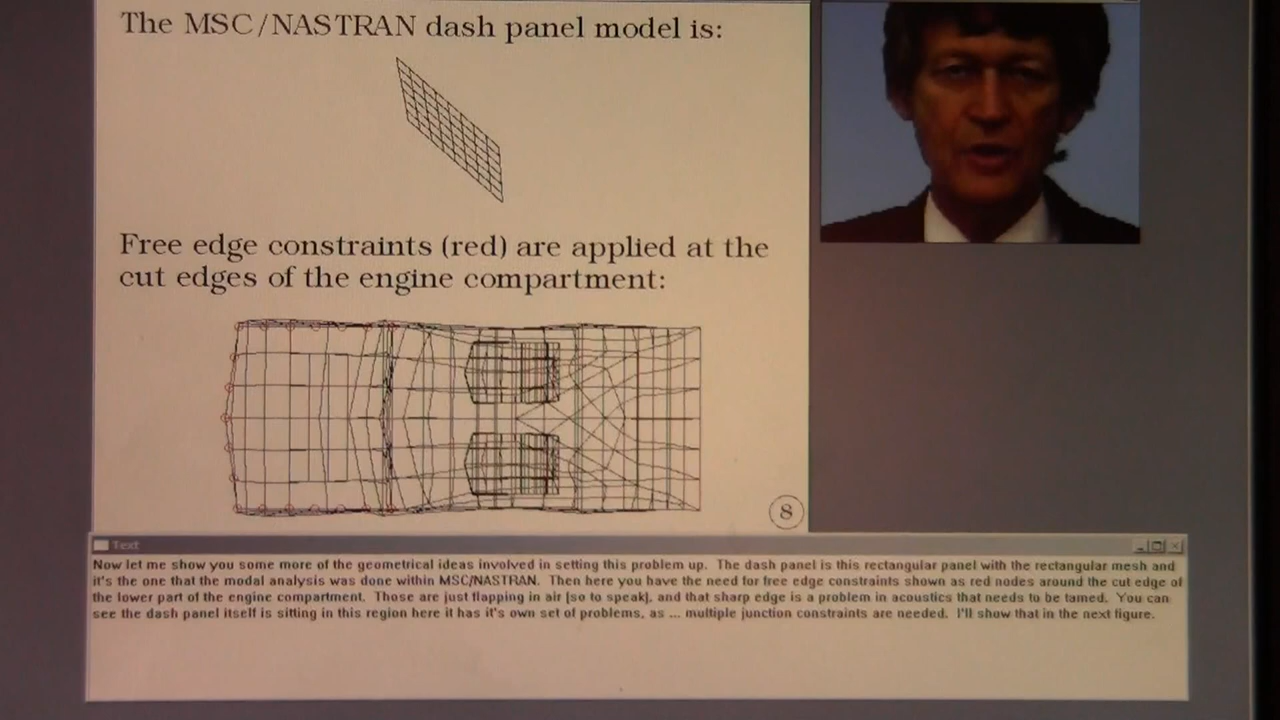 The MSC/NASTRAN dash panel model is:
Free edge constraints (red) are applied at the
cut edges of the engine compartment:
8
Text
Now let me show you some more of the geometrical ideas involved in setting this problem up. The dash panel is this rectangular panel with the rectangular mesh and
it's the one that the modal analysis was done within MSC/NASTRAN. Then here you have the need for free edge constraints shown as red nodes around the cut edge of
the lower part of the engine compartment. Those are just flapping in air [so to speak], and that sharp edge is a problem in acoustics that needs to be tamed. You can
see the dash panel itself is sitting in this region here it has it's own set of problems, as ... multiple junction constraints are needed. I'll show that in the next figure.